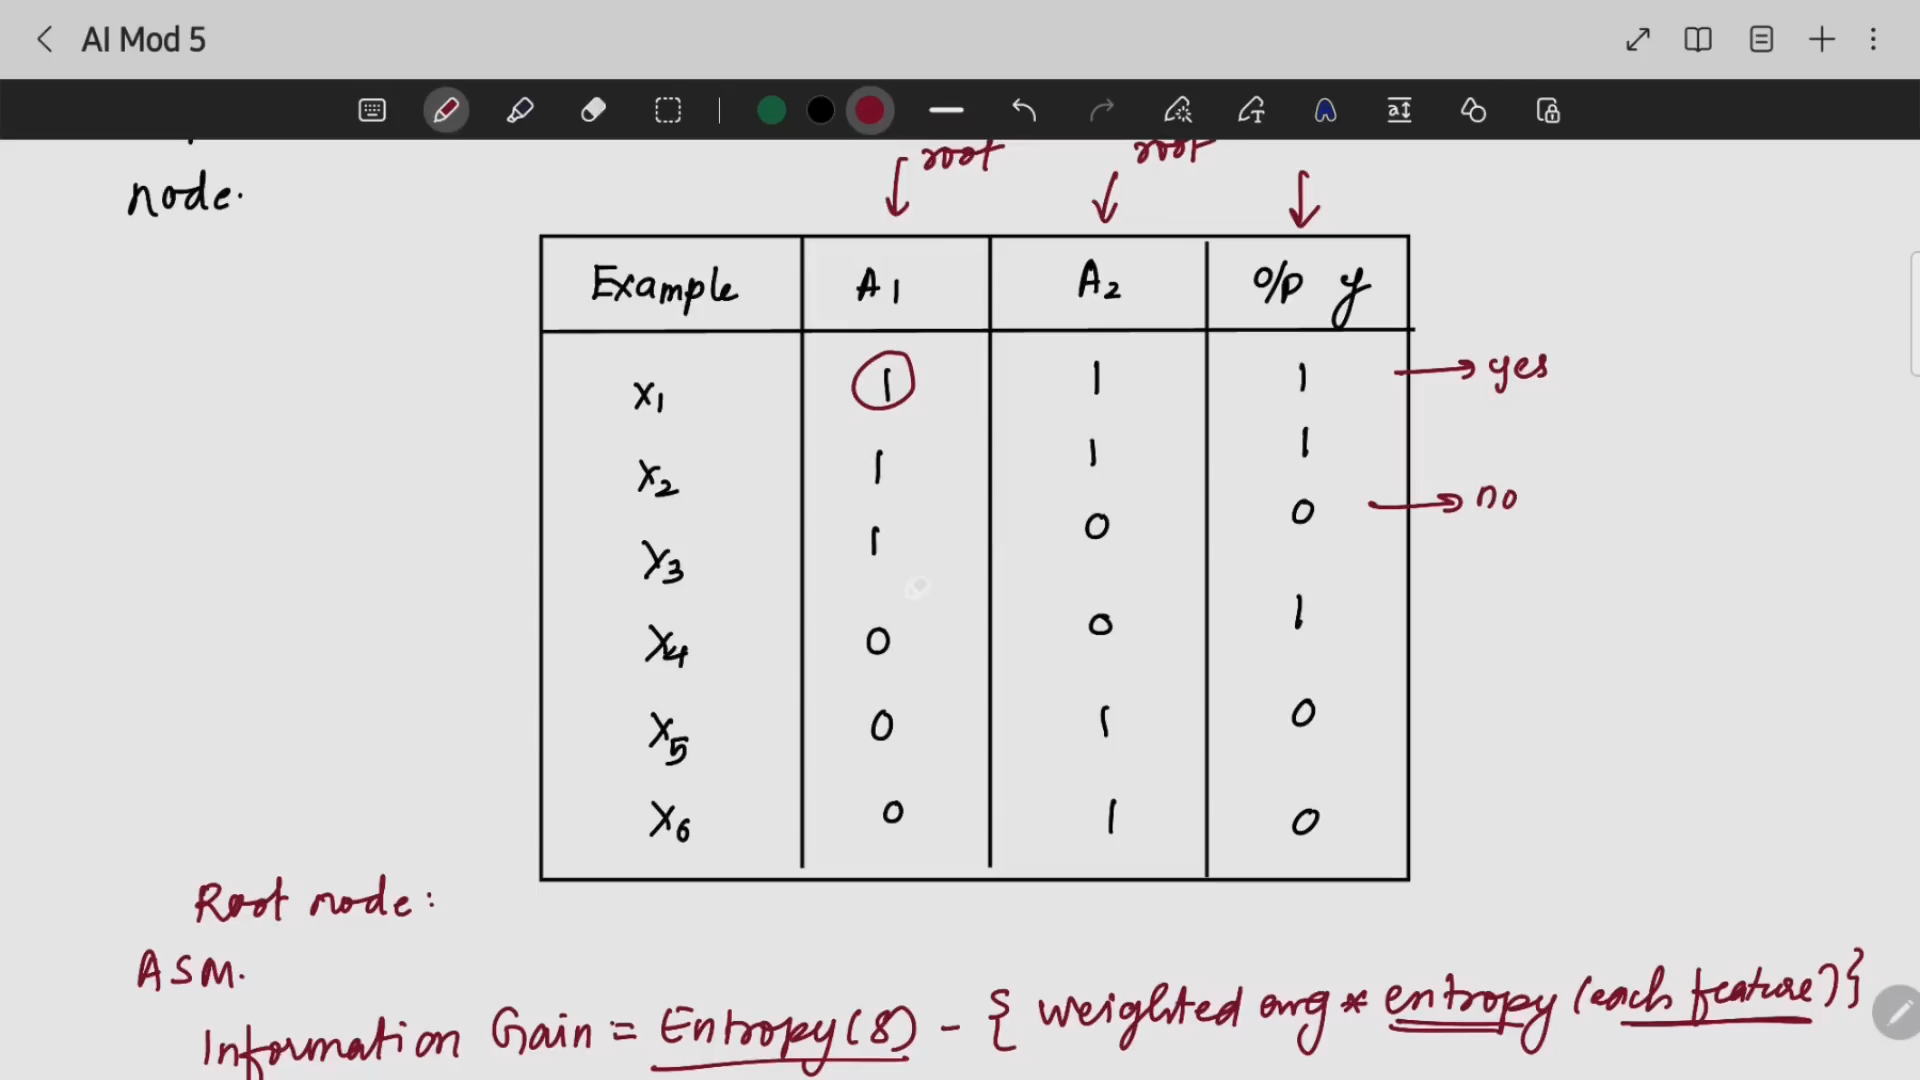 AI Mod 5
root root
node.
Example A1 A2 O/P y
X1 1 1 1 → yes
X2 1 1 1
X3 1 0 0 → no
X4 0 0 1
X5 0 1 0
X6 0 1 0
Root node:
ASM.
Information Gain = Entropy(S) - { weighted avg * entropy (each feature) }